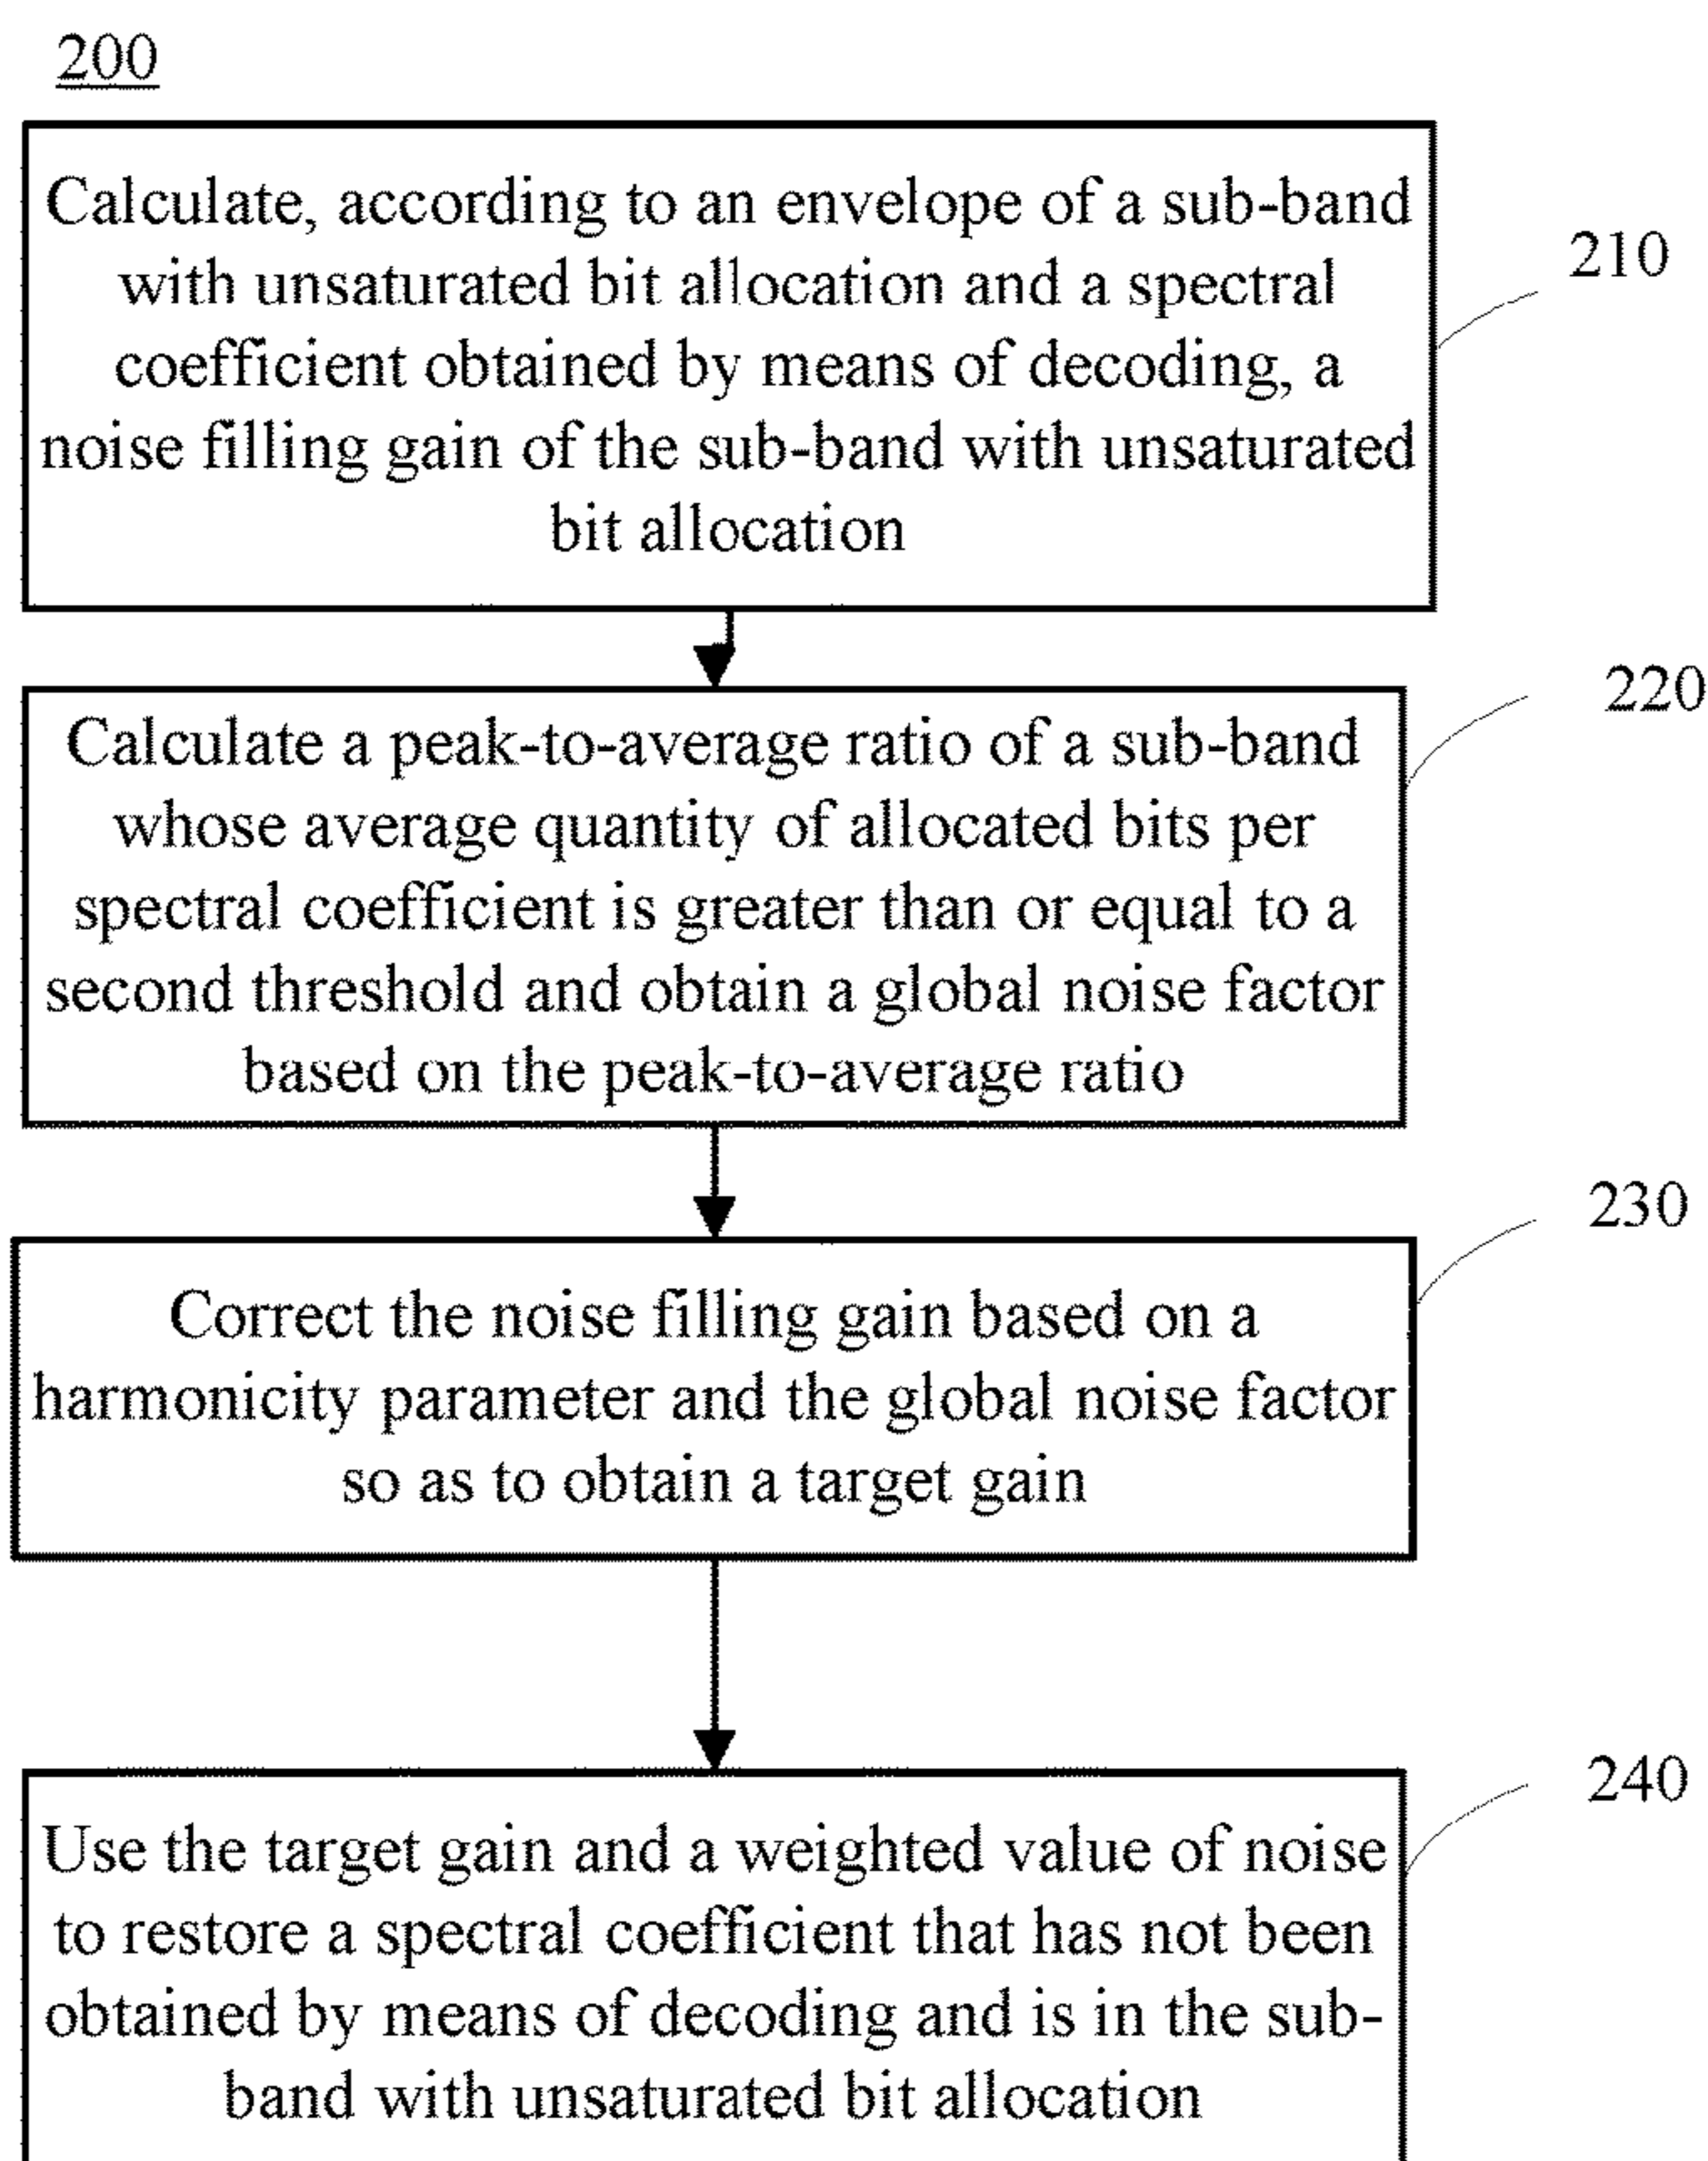 200
Calculate, according to an envelope of a sub-band
with unsaturated bit allocation and a spectral
coefficient obtained by means of decoding, a
noise filling gain of the sub-band with unsaturated
bit allocation
210
Calculate a peak-to-average ratio of a sub-band
whose average quantity of allocated bits per
spectral coefficient is greater than or equal to a
second threshold and obtain a global noise factor
based on the peak-to-average ratio
220
Correct the noise filling gain based on a
harmonicity parameter and the global noise factor
so as to obtain a target gain
230
Use the target gain and a weighted value of noise
to restore a spectral coefficient that has not been
obtained by means of decoding and is in the sub-
band with unsaturated bit allocation
240